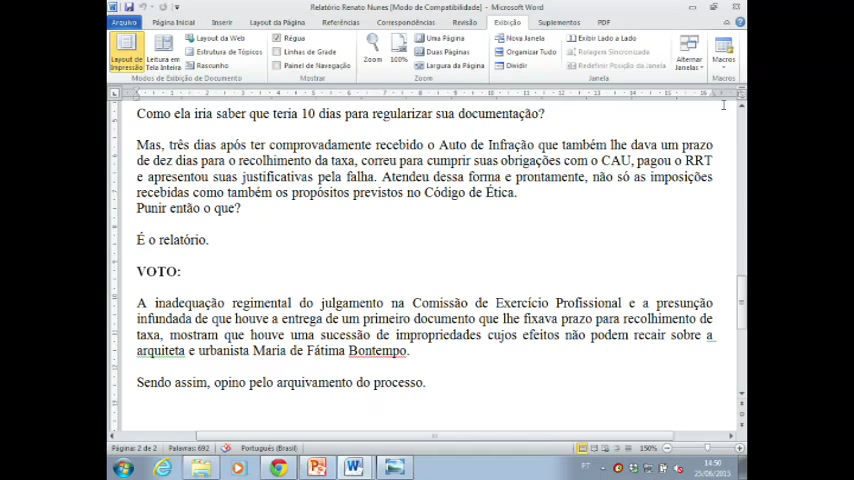 Relatório Renato Nunes [Modo de Compatibilidade] - Microsoft Word
Arquivo Página Inicial Inserir Layout da Página Referências Correspondências Revisão Exibição Suplementos PDF
Layout de Impressão
Leitura em Tela Inteira
Layout da Web
Estrutura de Tópicos
Rascunho
Modos de Exibição de Documento
Régua
Linhas de Grade
Painel de Navegação
Mostrar
Zoom
100%
Uma Página
Duas Páginas
Largura da Página
Zoom
Nova Janela
Organizar Tudo
Dividir
Exibir Lado a Lado
Rolagem Sincronizada
Redefinir Posição da Janela
Janela
Alternar Janelas
Macros
Macros
Como ela iria saber que teria 10 dias para regularizar sua documentação?
Mas, três dias após ter comprovadamente recebido o Auto de Infração que também lhe dava um prazo
de dez dias para o recolhimento da taxa, correu para cumprir suas obrigações com o CAU, pagou o RRT
e apresentou suas justificativas pela falha. Atendeu dessa forma e prontamente, não só as imposições
recebidas como também os propósitos previstos no Código de Ética.
Punir então o que?
É o relatório.
VOTO:
A inadequação regimental do julgamento na Comissão de Exercício Profissional e a presunção
infundada de que houve a entrega de um primeiro documento que lhe fixava prazo para recolhimento de
taxa, mostram que houve uma sucessão de impropriedades cujos efeitos não podem recair sobre a
arquiteta e urbanista Maria de Fátima Bontempo.
Sendo assim, opino pelo arquivamento do processo.
Página: 2 de 2 Palavras: 692 Português (Brasil) 150%
PT 14:50
25/06/2015